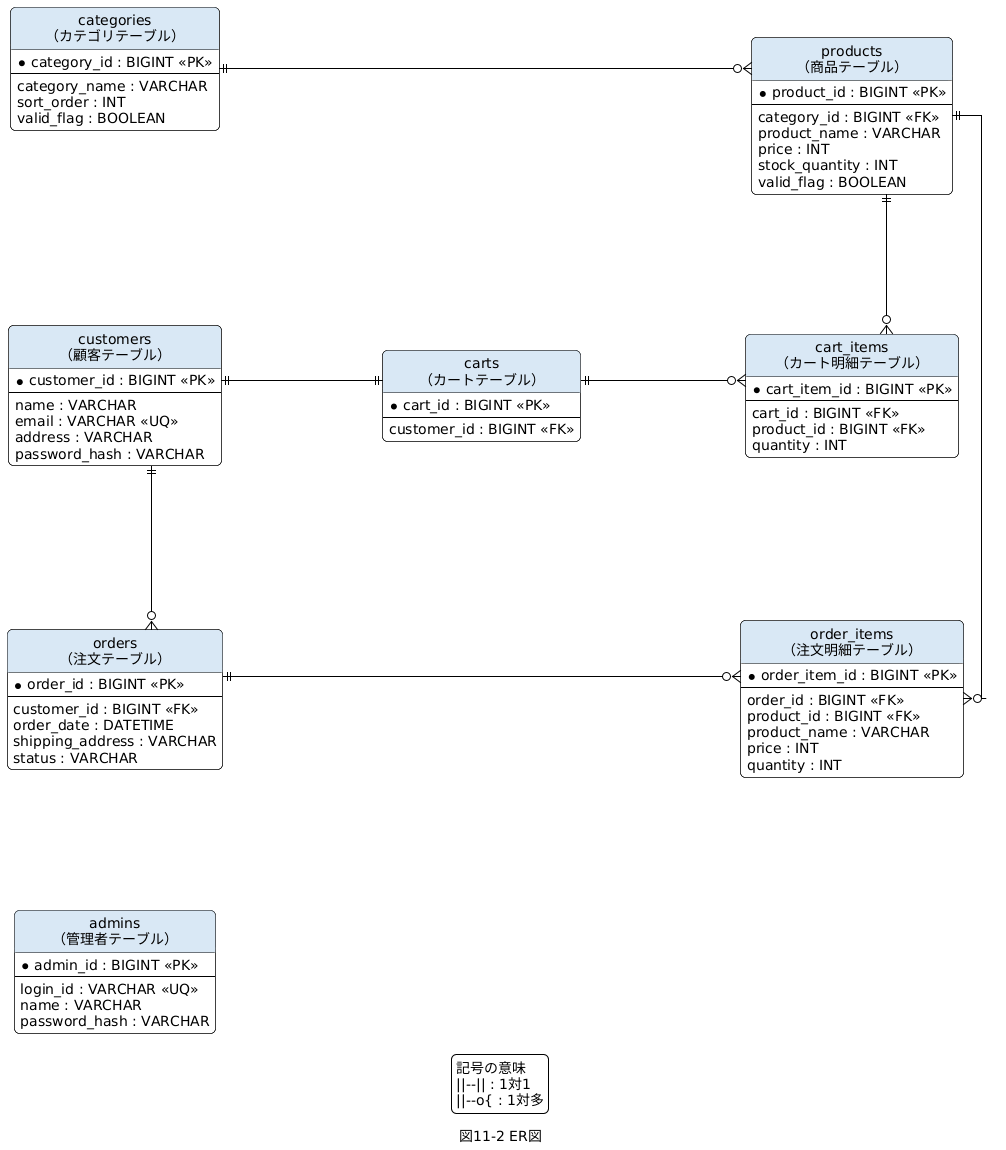 categories
（カテゴリテーブル）
category_id : BIGINT «PK»
category_name : VARCHAR
sort_order : INT
valid_flag : BOOLEAN
products
（商品テーブル）
product_id : BIGINT «PK»
category_id : BIGINT «FK»
product_name : VARCHAR
price : INT
stock_quantity : INT
valid_flag : BOOLEAN
customers
（顧客テーブル）
customer_id : BIGINT «PK»
name : VARCHAR
email : VARCHAR «UQ»
address : VARCHAR
password_hash : VARCHAR
carts
（カートテーブル）
cart_id : BIGINT «PK»
customer_id : BIGINT «FK»
cart_items
（カート明細テーブル）
cart_item_id : BIGINT «PK»
cart_id : BIGINT «FK»
product_id : BIGINT «FK»
quantity : INT
orders
（注文テーブル）
order_id : BIGINT «PK»
customer_id : BIGINT «FK»
order_date : DATETIME
shipping_address : VARCHAR
status : VARCHAR
order_items
（注文明細テーブル）
order_item_id : BIGINT «PK»
order_id : BIGINT «FK»
product_id : BIGINT «FK»
product_name : VARCHAR
price : INT
quantity : INT
admins
（管理者テーブル）
admin_id : BIGINT «PK»
login_id : VARCHAR «UQ»
name : VARCHAR
password_hash : VARCHAR
記号の意味
||--|| : 1対1
||--o{ : 1対多
図11-2 ER図